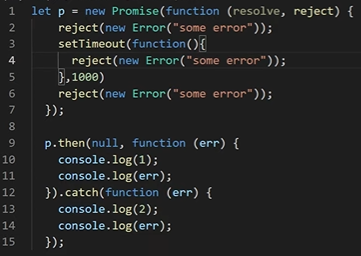 1 let p = new Promise(function (resolve, reject) {
2     reject(new Error("some error"));
3     setTimeout(function(){
4       reject(new Error("some error"));
5     },1000)
6     reject(new Error("some error"));
7   });
8
9   p.then(null, function (err) {
10    console.log(1);
11    console.log(err);
12  }).catch(function (err) {
13    console.log(2);
14    console.log(err);
15  });